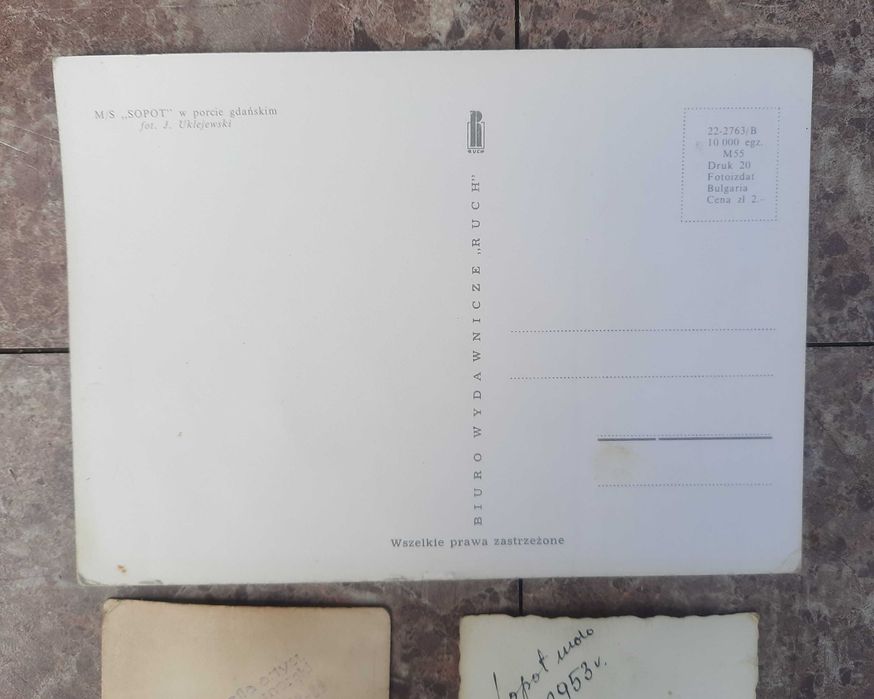 M/S „SOPOT” w porcie gdańskim
fot. J. Uklejewski
RUCH
22-2763/B
10 000 egz.
M55
Druk 20
Fotoizdat
Bulgaria
Cena zł 2.–
BIURO WYDAWNICZE „RUCH”
Wszelkie prawa zastrzeżone
Sopot molo
1953 r.